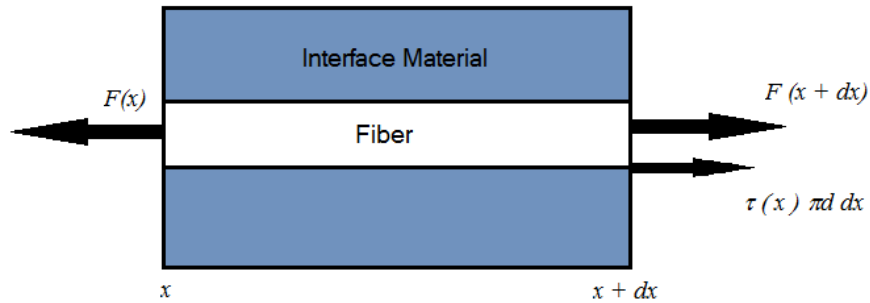 Interface Material
F(x)
F (x + dx)
Fiber
τ (x) πd dx
x
x + dx